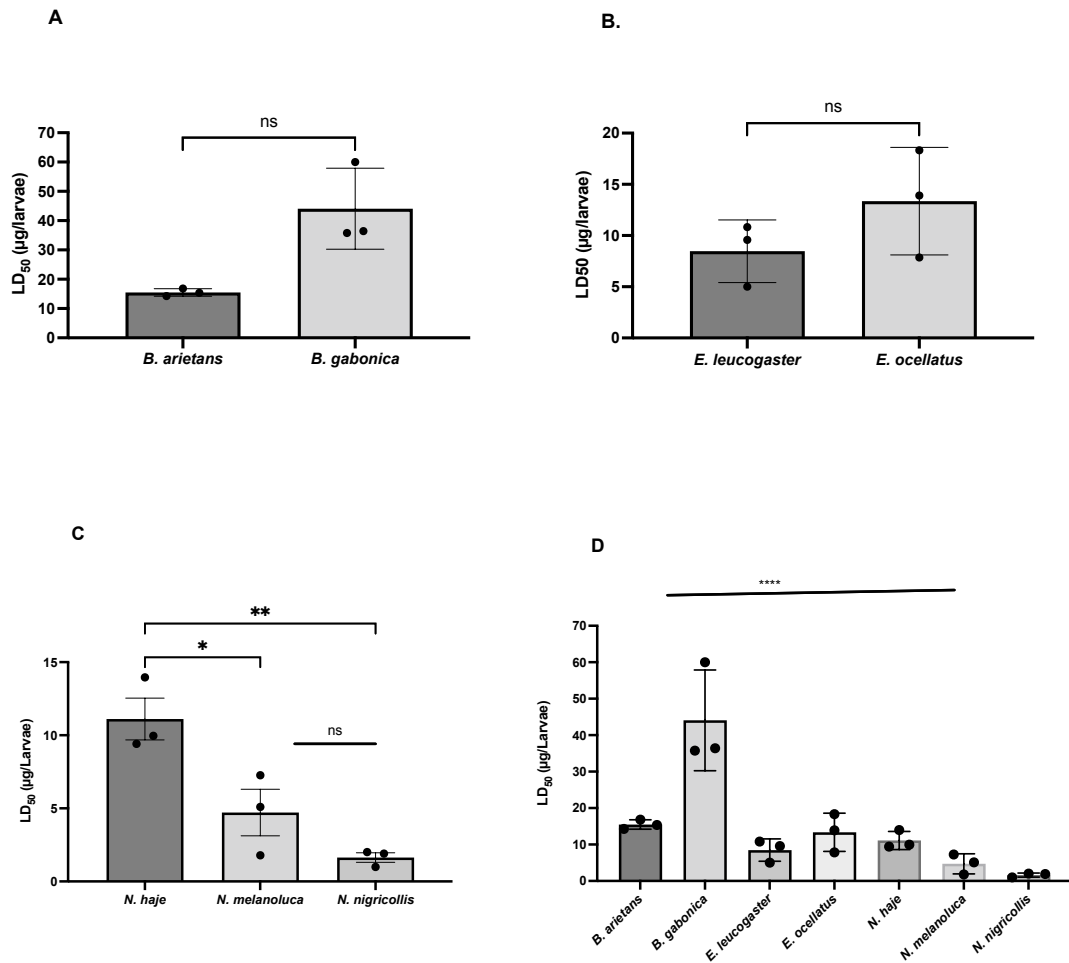 A
B.
ns
ns
70
60
50
40
30
20
10
0
LD50 (µg/larvae)
B. arietans
B. gabonica
20
15
10
5
0
LD50 (µg/larvae)
E. leucogaster
E. ocellatus
C
D
**
*
ns
15
10
5
0
LD50 (µg/Larvae)
N. haje
N. melanoluca
N. nigricollis
****
70
60
50
40
30
20
10
0
LD50 (µg/Larvae)
B. arietans
B. gabonica
E. leucogaster
E. ocellatus
N. haje
N. melanoluca
N. nigricollis